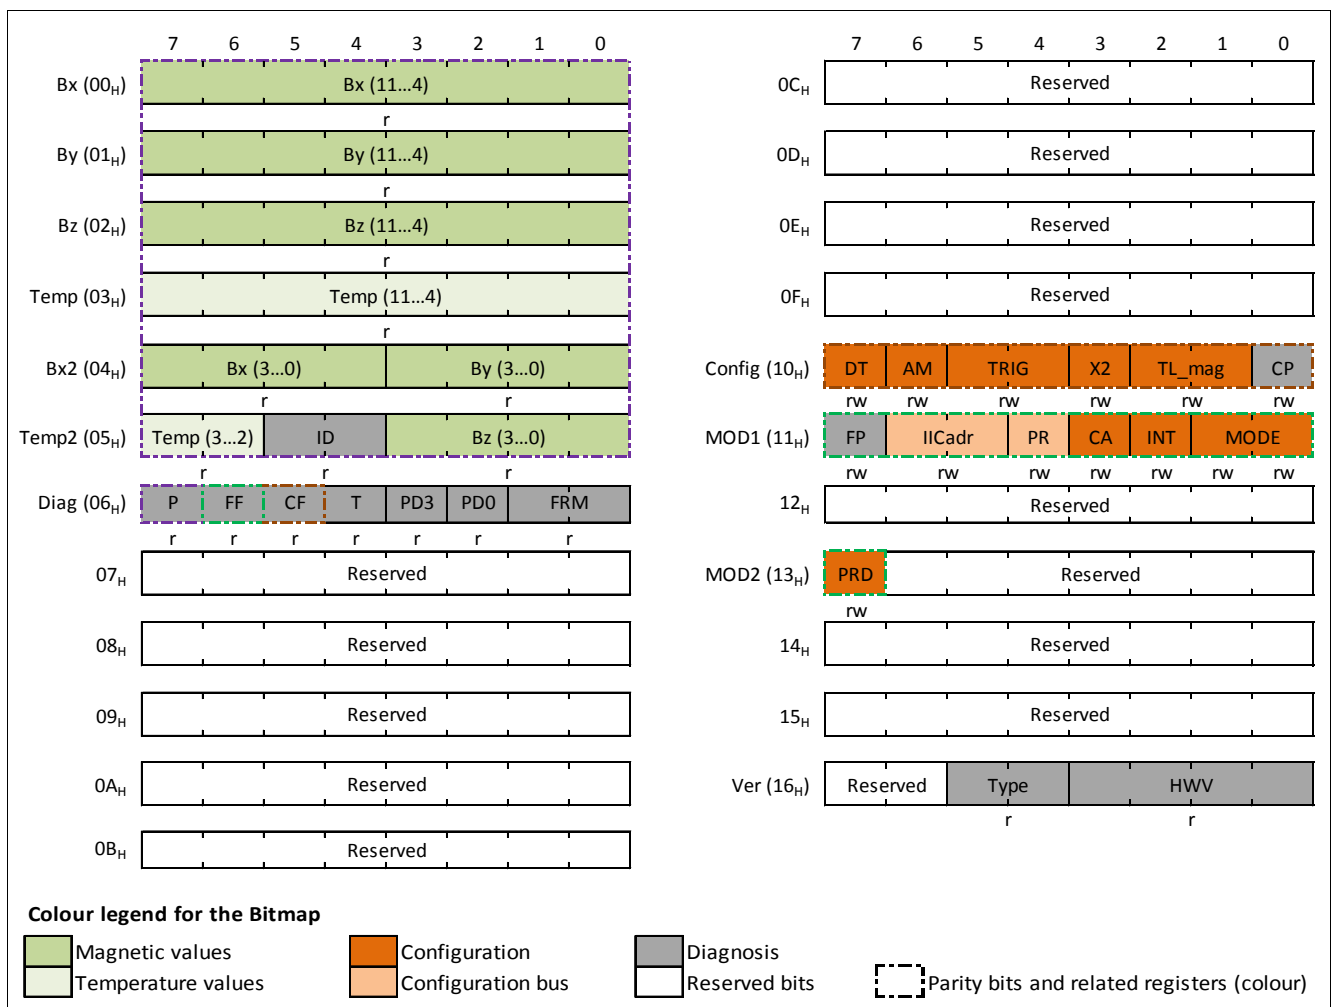 7 6 5 4 3 2 1 0
Bx (00H) Bx (11...4)
r
By (01H) By (11...4)
r
Bz (02H) Bz (11...4)
r
Temp (03H) Temp (11...4)
r
Bx2 (04H) Bx (3...0) By (3...0)
r r
Temp2 (05H) Temp (3...2) ID Bz (3...0)
r r r
Diag (06H) P FF CF T PD3 PD0 FRM
r r r r r r r
07H Reserved
08H Reserved
09H Reserved
0AH Reserved
0BH Reserved
7 6 5 4 3 2 1 0
0CH Reserved
0DH Reserved
0EH Reserved
0FH Reserved
Config (10H) DT AM TRIG X2 TL_mag CP
rw rw rw rw rw rw
MOD1 (11H) FP IICadr PR CA INT MODE
rw rw rw rw rw rw rw
12H Reserved
MOD2 (13H) PRD Reserved
rw
14H Reserved
15H Reserved
Ver (16H) Reserved Type HWV
r r
Colour legend for the Bitmap
Magnetic values Configuration Diagnosis
Temperature values Configuration bus Reserved bits Parity bits and related registers (colour)